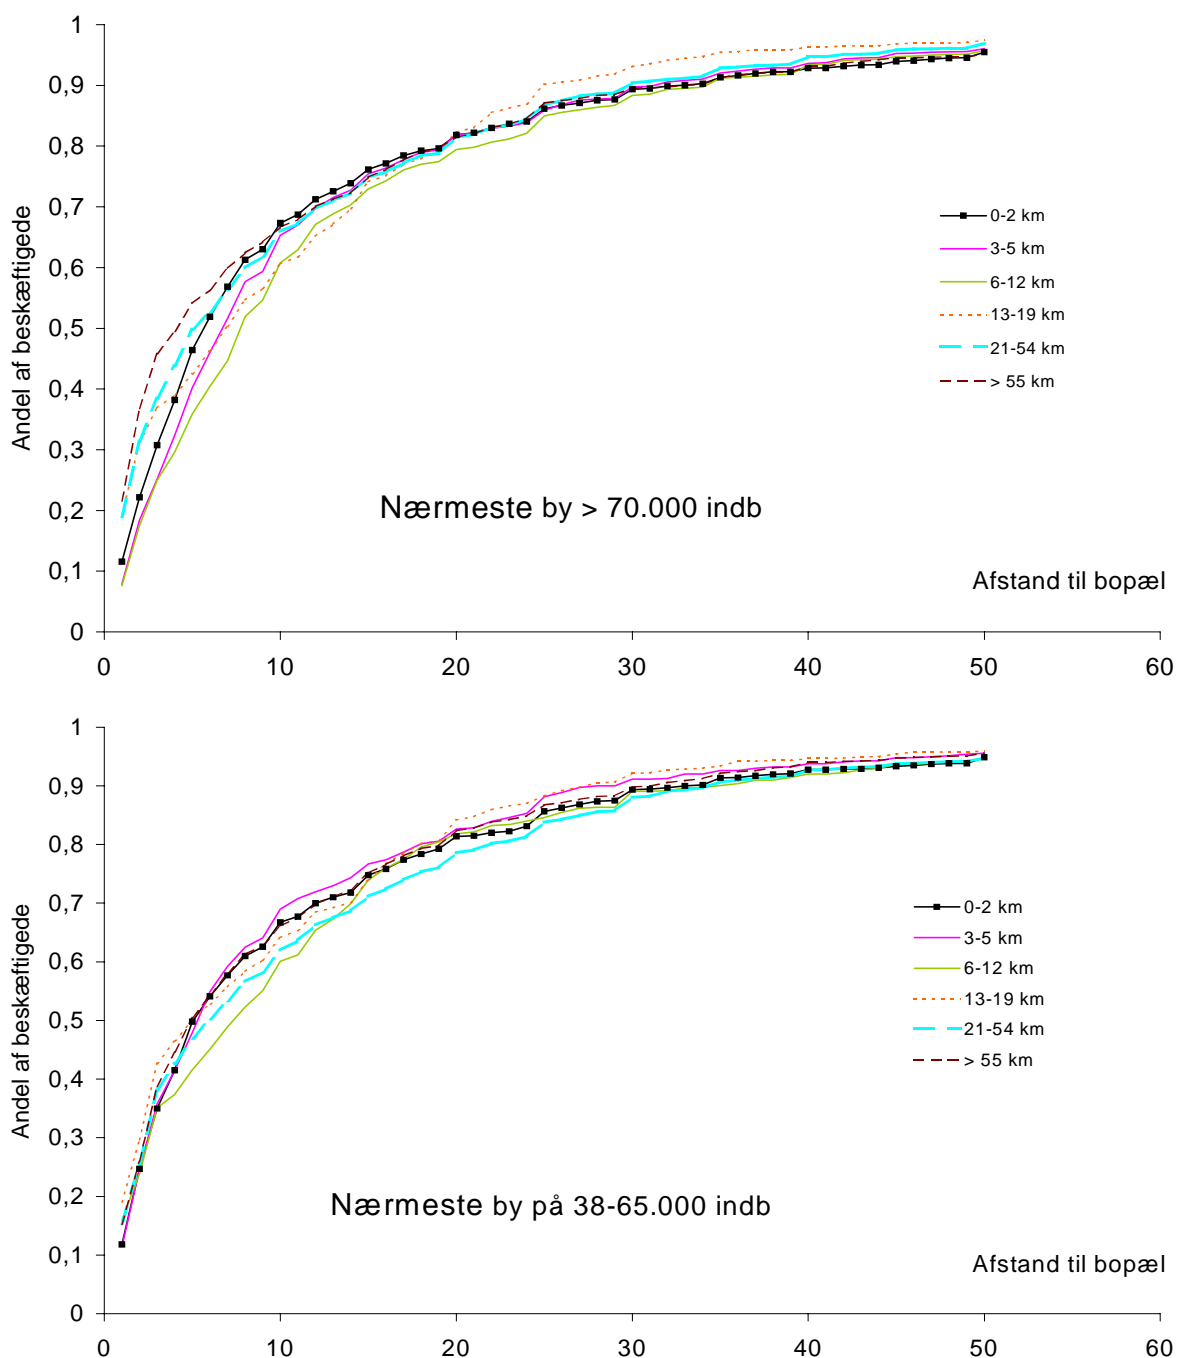 1
0,9
0,8
0,7
0,6
0,5
0,4
0,3
0,2
0,1
0
Andel af beskæftigede
0-2 km
3-5 km
6-12 km
13-19 km
21-54 km
> 55 km
Nærmeste by > 70.000 indb
Afstand til bopæl
0 10 20 30 40 50 60
1
0,9
0,8
0,7
0,6
0,5
0,4
0,3
0,2
0,1
0
Andel af beskæftigede
0-2 km
3-5 km
6-12 km
13-19 km
21-54 km
> 55 km
Nærmeste by på 38-65.000 indb
Afstand til bopæl
0 10 20 30 40 50 60